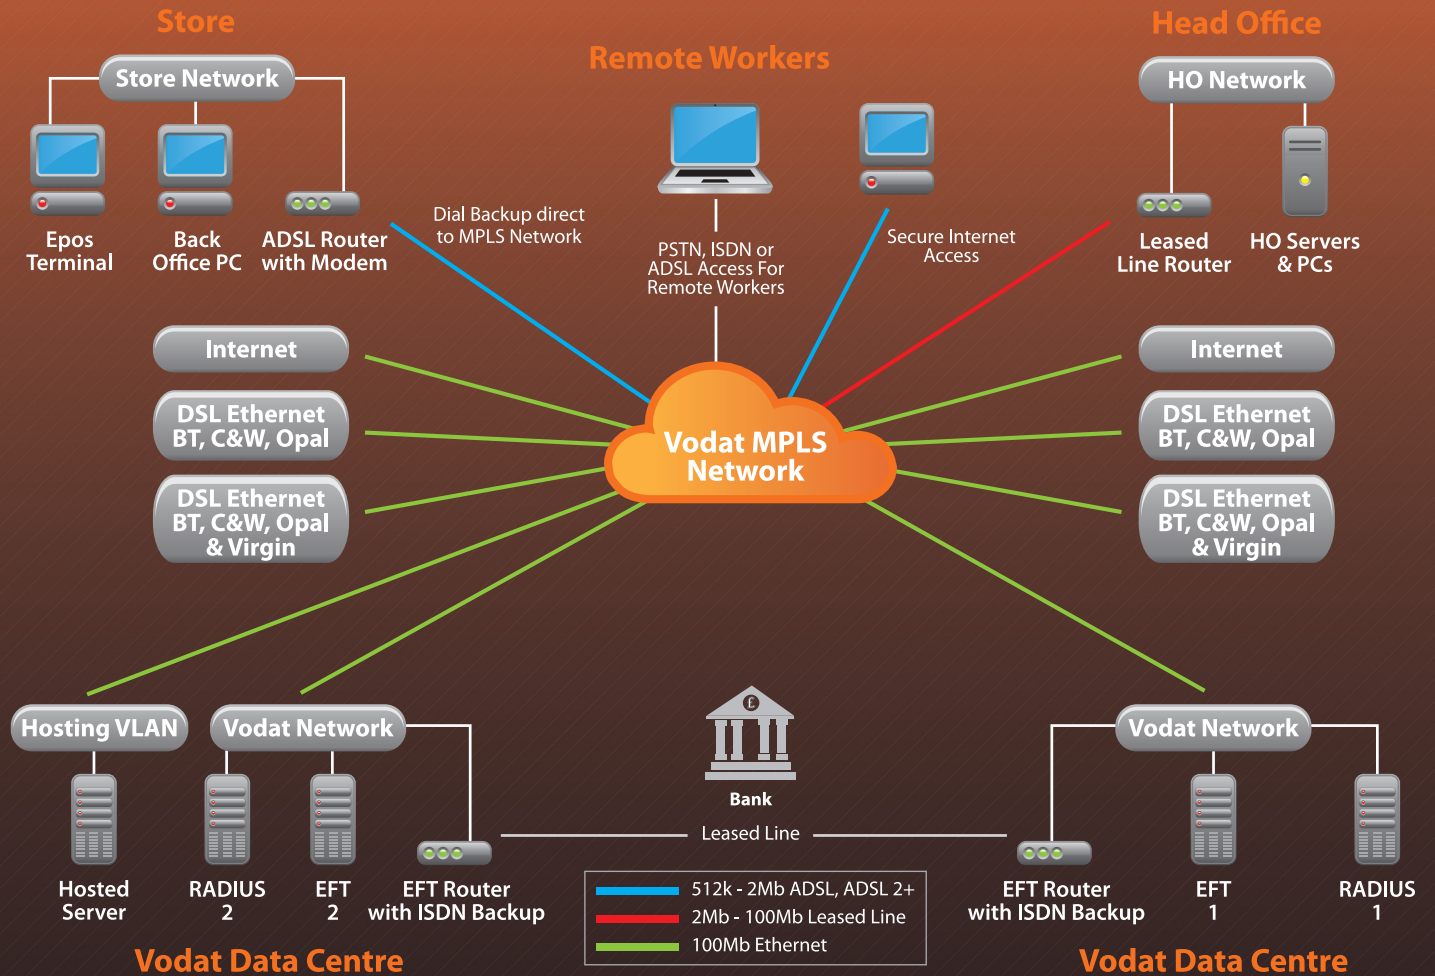 Store
Remote Workers
Head Office
Store Network
HO Network
Epos
Terminal
Back
Office PC
ADSL Router
with Modem
Dial Backup direct
to MPLS Network
PSTN, ISDN or
ADSL Access For
Remote Workers
Secure Internet
Access
Leased
Line Router
HO Servers
& PCs
Internet
DSL Ethernet
BT, C&W, Opal
DSL Ethernet
BT, C&W, Opal
& Virgin
Vodat MPLS
Network
Internet
DSL Ethernet
BT, C&W, Opal
DSL Ethernet
BT, C&W, Opal
& Virgin
Hosting VLAN
Vodat Network
£
Bank
Leased Line
Vodat Network
Hosted
Server
RADIUS
2
EFT
2
EFT Router
with ISDN Backup
512k - 2Mb ADSL, ADSL 2+
2Mb - 100Mb Leased Line
100Mb Ethernet
EFT Router
with ISDN Backup
EFT
1
RADIUS
1
Vodat Data Centre
Vodat Data Centre